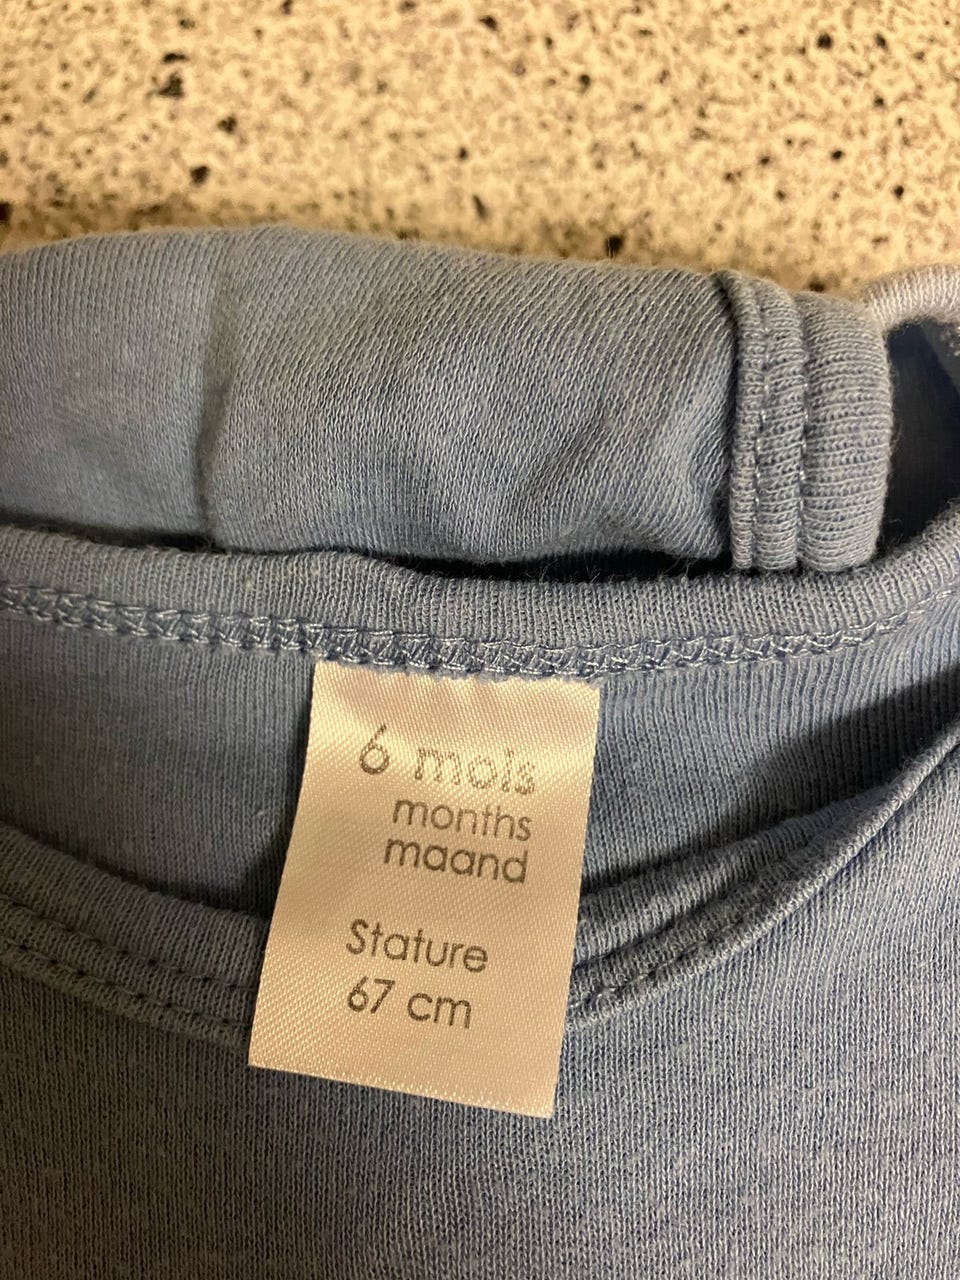 6 mois
months
maand
Stature
67 cm